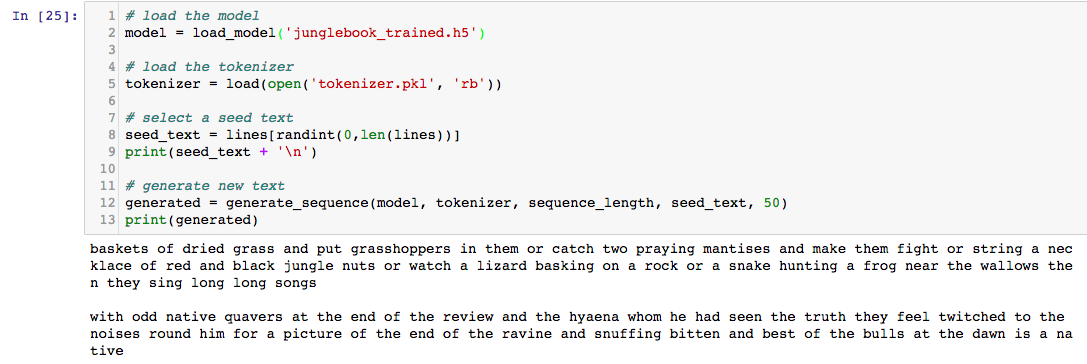 In [25]:
1 # load the model
2 model = load_model('junglebook_trained.h5')
3
4 # load the tokenizer
5 tokenizer = load(open('tokenizer.pkl', 'rb'))
6
7 # select a seed text
8 seed_text = lines[randint(0,len(lines))]
9 print(seed_text + '\n')
10
11 # generate new text
12 generated = generate_sequence(model, tokenizer, sequence_length, seed_text, 50)
13 print(generated)
baskets of dried grass and put grasshoppers in them or catch two praying mantises and make them fight or string a nec
klace of red and black jungle nuts or watch a lizard basking on a rock or a snake hunting a frog near the wallows the
n they sing long long songs
with odd native quavers at the end of the review and the hyaena whom he had seen the truth they feel twitched to the
noises round him for a picture of the end of the ravine and snuffing bitten and best of the bulls at the dawn is a na
tive